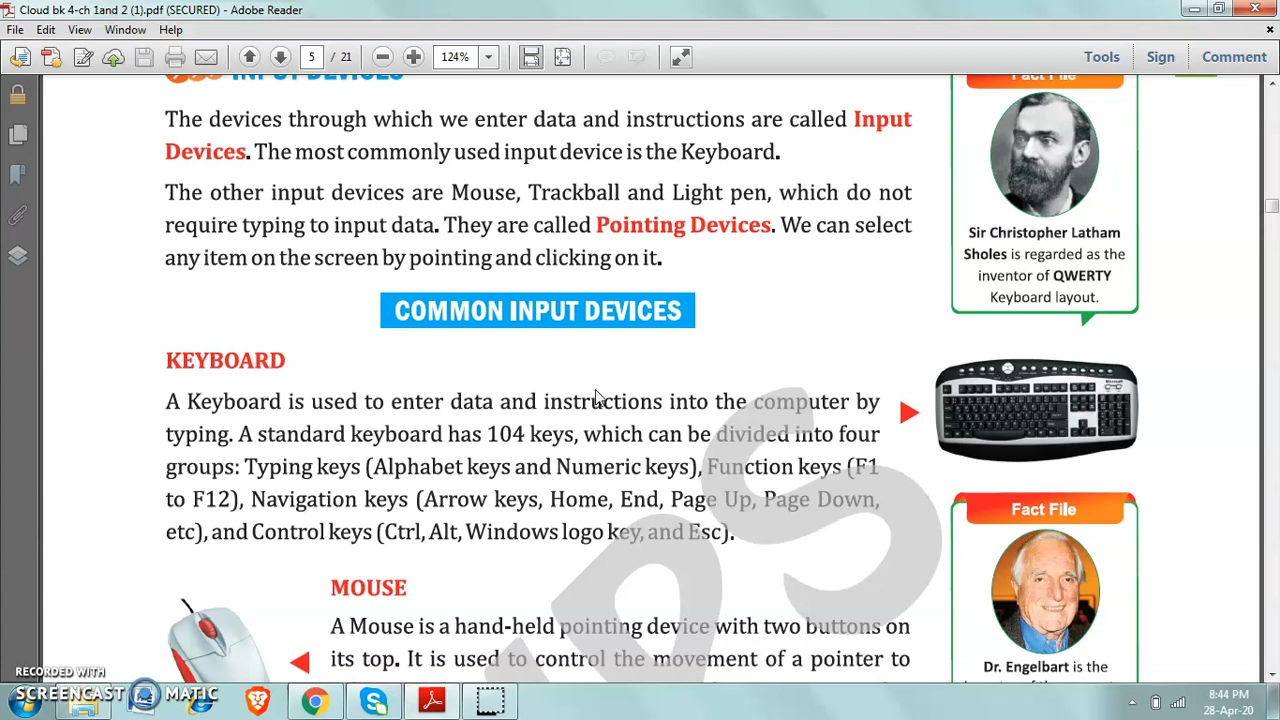 Cloud bk 4-ch 1and 2 (1).pdf (SECURED) - Adobe Reader
File Edit View Window Help
5 / 21 124% Tools Sign Comment
INPUT DEVICES
The devices through which we enter data and instructions are called Input
Devices. The most commonly used input device is the Keyboard.
The other input devices are Mouse, Trackball and Light pen, which do not
require typing to input data. They are called Pointing Devices. We can select
any item on the screen by pointing and clicking on it.
Fact File
Sir Christopher Latham
Sholes is regarded as the
inventor of QWERTY
Keyboard layout.
COMMON INPUT DEVICES
KEYBOARD
A Keyboard is used to enter data and instructions into the computer by
typing. A standard keyboard has 104 keys, which can be divided into four
groups: Typing keys (Alphabet keys and Numeric keys), Function keys (F1
to F12), Navigation keys (Arrow keys, Home, End, Page Up, Page Down,
etc), and Control keys (Ctrl, Alt, Windows logo key, and Esc).
MOUSE
A Mouse is a hand-held pointing device with two buttons on
its top. It is used to control the movement of a pointer to
Fact File
Dr. Engelbart is the
RECORDED WITH
SCREENCAST MATIC
8:44 PM
28-Apr-20